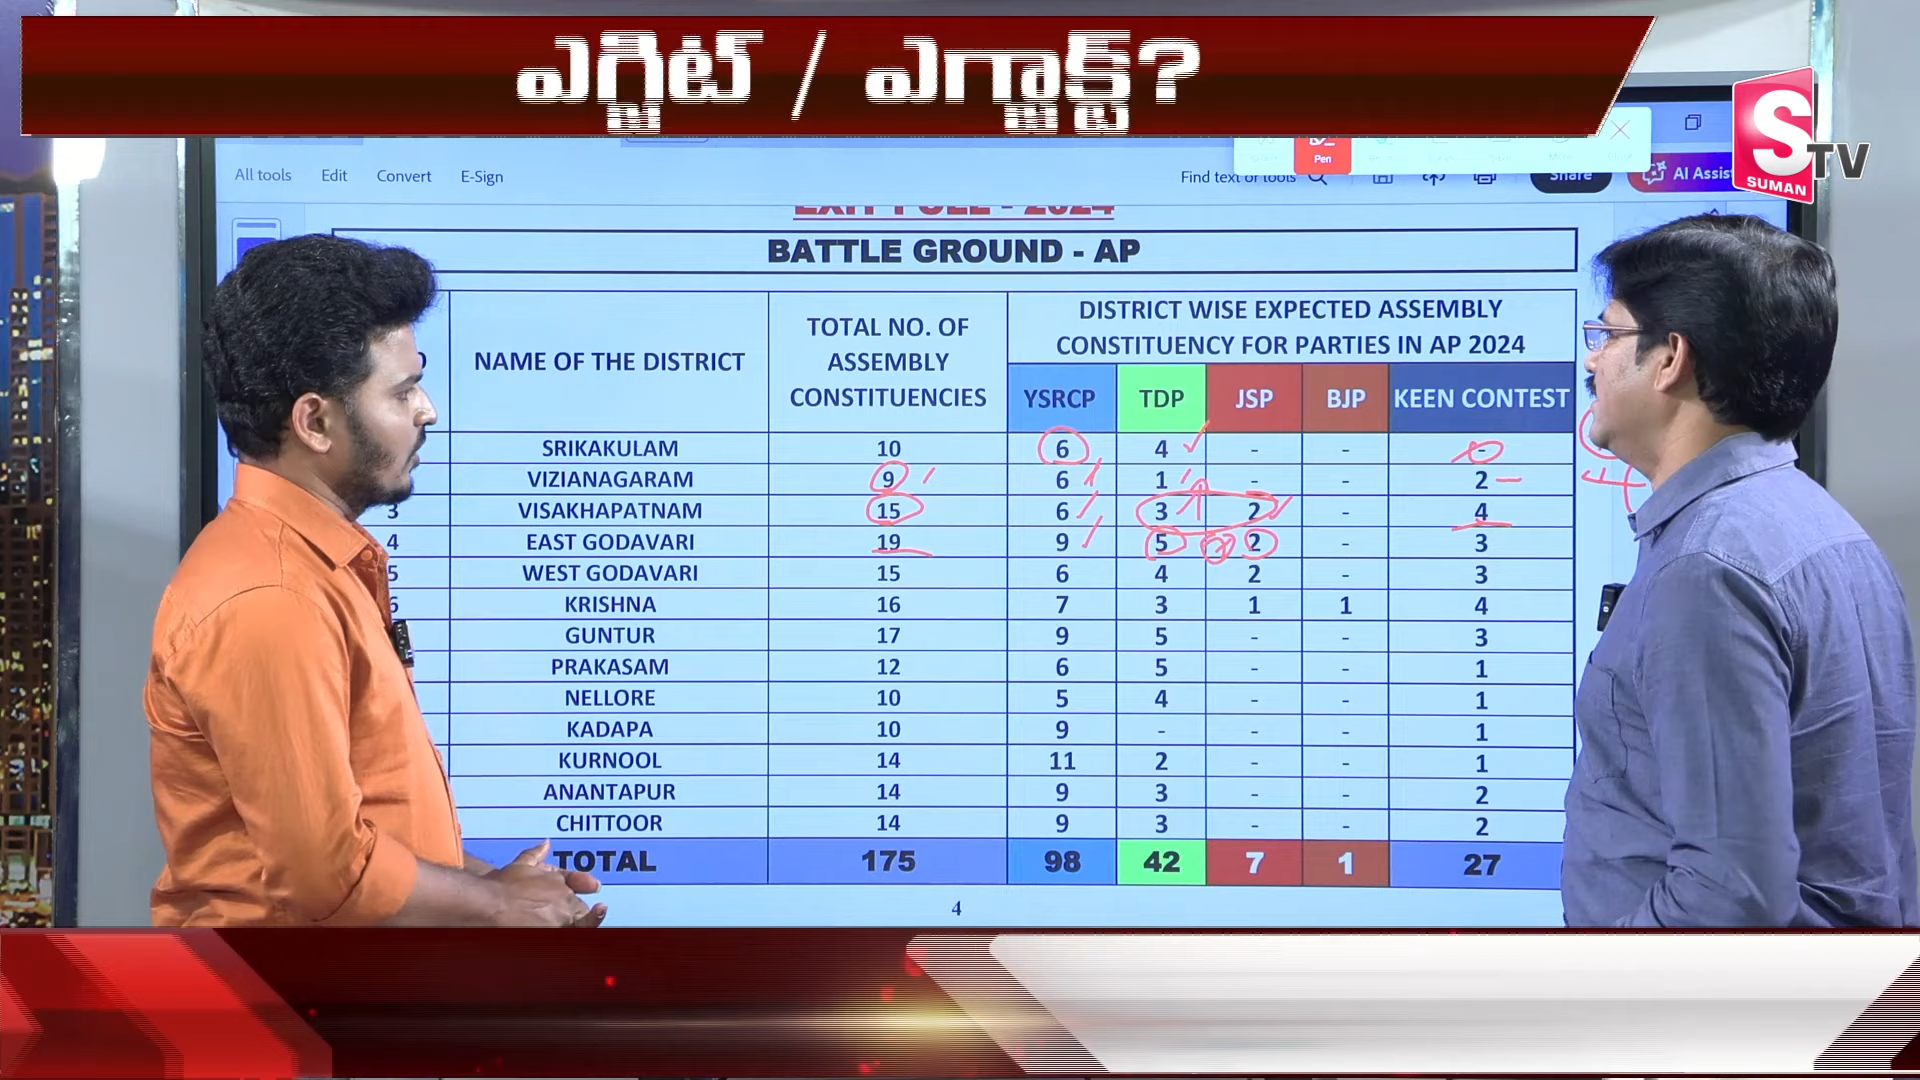 ఎగ్జిట్ / ఎగ్జాక్ట్?
S
SUMAN
TV
Pen
All tools Edit Convert E-Sign Find text or tools Share AI Assis
EXIT POLL - 2024
BATTLE GROUND - AP
NAME OF THE DISTRICT
TOTAL NO. OF ASSEMBLY CONSTITUENCIES
DISTRICT WISE EXPECTED ASSEMBLY
CONSTITUENCY FOR PARTIES IN AP 2024
YSRCP TDP JSP BJP KEEN CONTEST
SRIKAKULAM 10 6 4 - - -
VIZIANAGARAM 9 6 1 - - 2
3 VISAKHAPATNAM 15 6 3 2 - 4
4 EAST GODAVARI 19 9 5 2 - 3
5 WEST GODAVARI 15 6 4 2 - 3
6 KRISHNA 16 7 3 1 1 4
GUNTUR 17 9 5 - - 3
PRAKASAM 12 6 5 - - 1
NELLORE 10 5 4 - - 1
KADAPA 10 9 - - - 1
KURNOOL 14 11 2 - - 1
ANANTAPUR 14 9 3 - - 2
CHITTOOR 14 9 3 - - 2
TOTAL 175 98 42 7 1 27
4